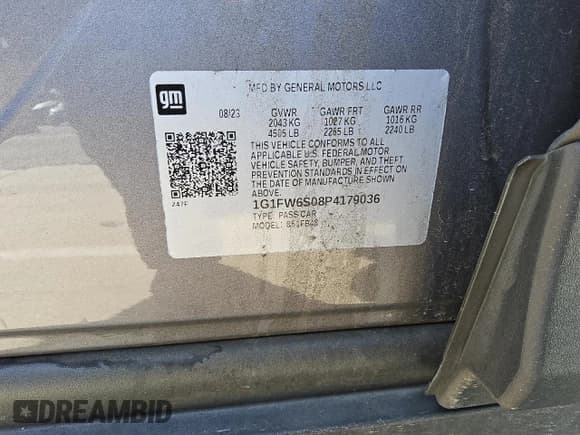 gm
MFD BY GENERAL MOTORS LLC
08/23 GVWR GAWR FRT GAWR RR
2043 KG 1027 KG 1016 KG
4505 LB 2265 LB 2240 LB
THIS VEHICLE CONFORMS TO ALL
APPLICABLE U.S. FEDERAL MOTOR
VEHICLE SAFETY, BUMPER, AND THEFT
PREVENTION STANDARDS IN EFFECT ON
THE DATE OF MANUFACTURE SHOWN
ABOVE.
247F
1G1FW6S08P4179036
TYPE: PASS CAR
MODEL:
DREAMBID